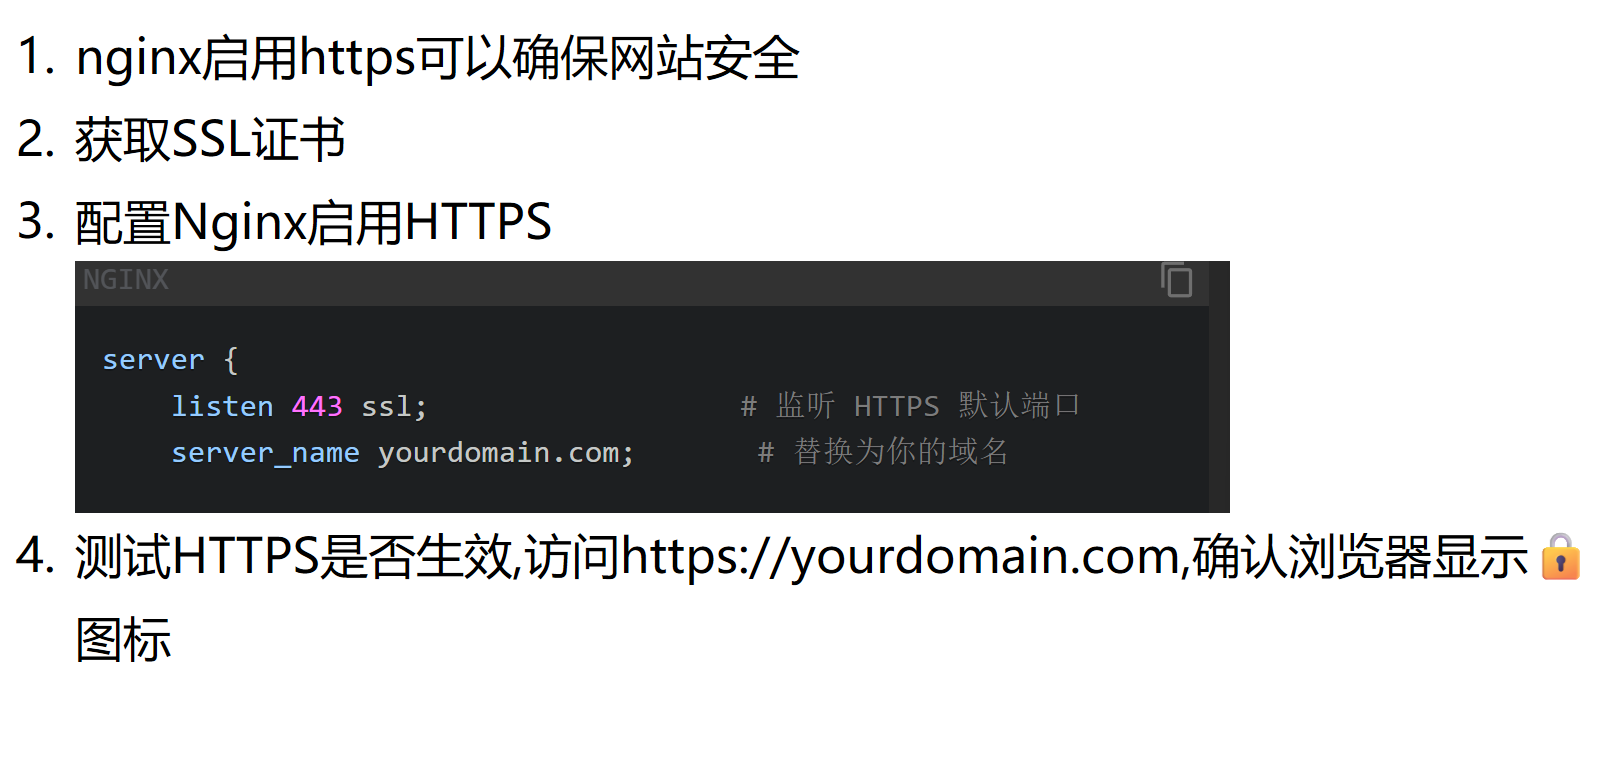 1. nginx启用https可以确保网站安全
2. 获取SSL证书
3. 配置Nginx启用HTTPS
NGINX
server {
    listen 443 ssl;                  # 监听 HTTPS 默认端口
    server_name yourdomain.com;       # 替换为你的域名
4. 测试HTTPS是否生效,访问https://yourdomain.com,确认浏览器显示🔒
图标